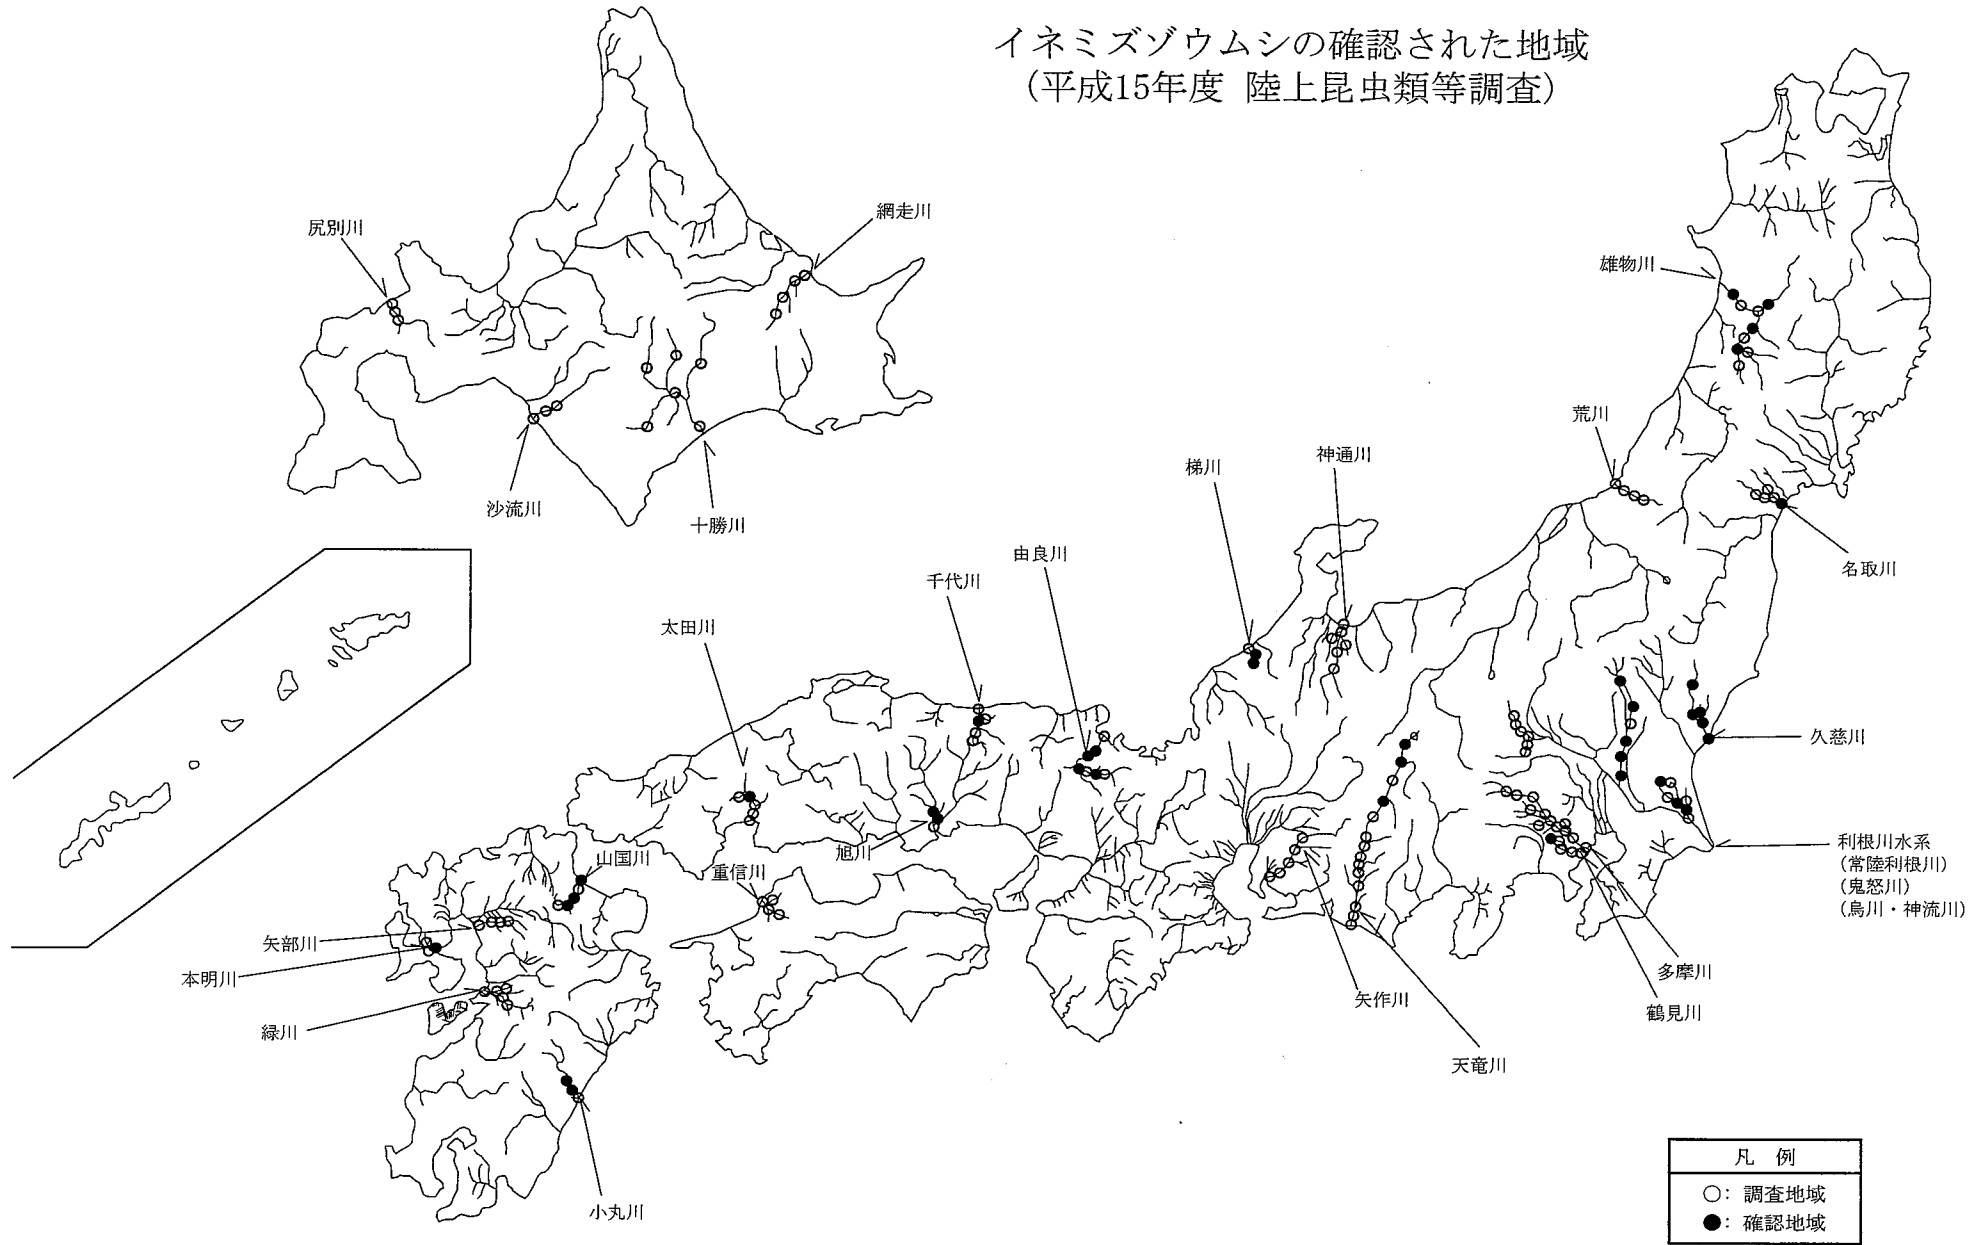 イネミズゾウムシの確認された地域
(平成15年度 陸上昆虫類等調査)
尻別川
網走川
沙流川
十勝川
雄物川
荒川
名取川
梯川
神通川
由良川
千代川
太田川
久慈川
利根川水系
(常陸利根川)
(鬼怒川)
(烏川・神流川)
旭川
山国川
重信川
矢部川
本明川
緑川
小丸川
矢作川
天竜川
多摩川
鶴見川
凡 例
○: 調査地域
●: 確認地域